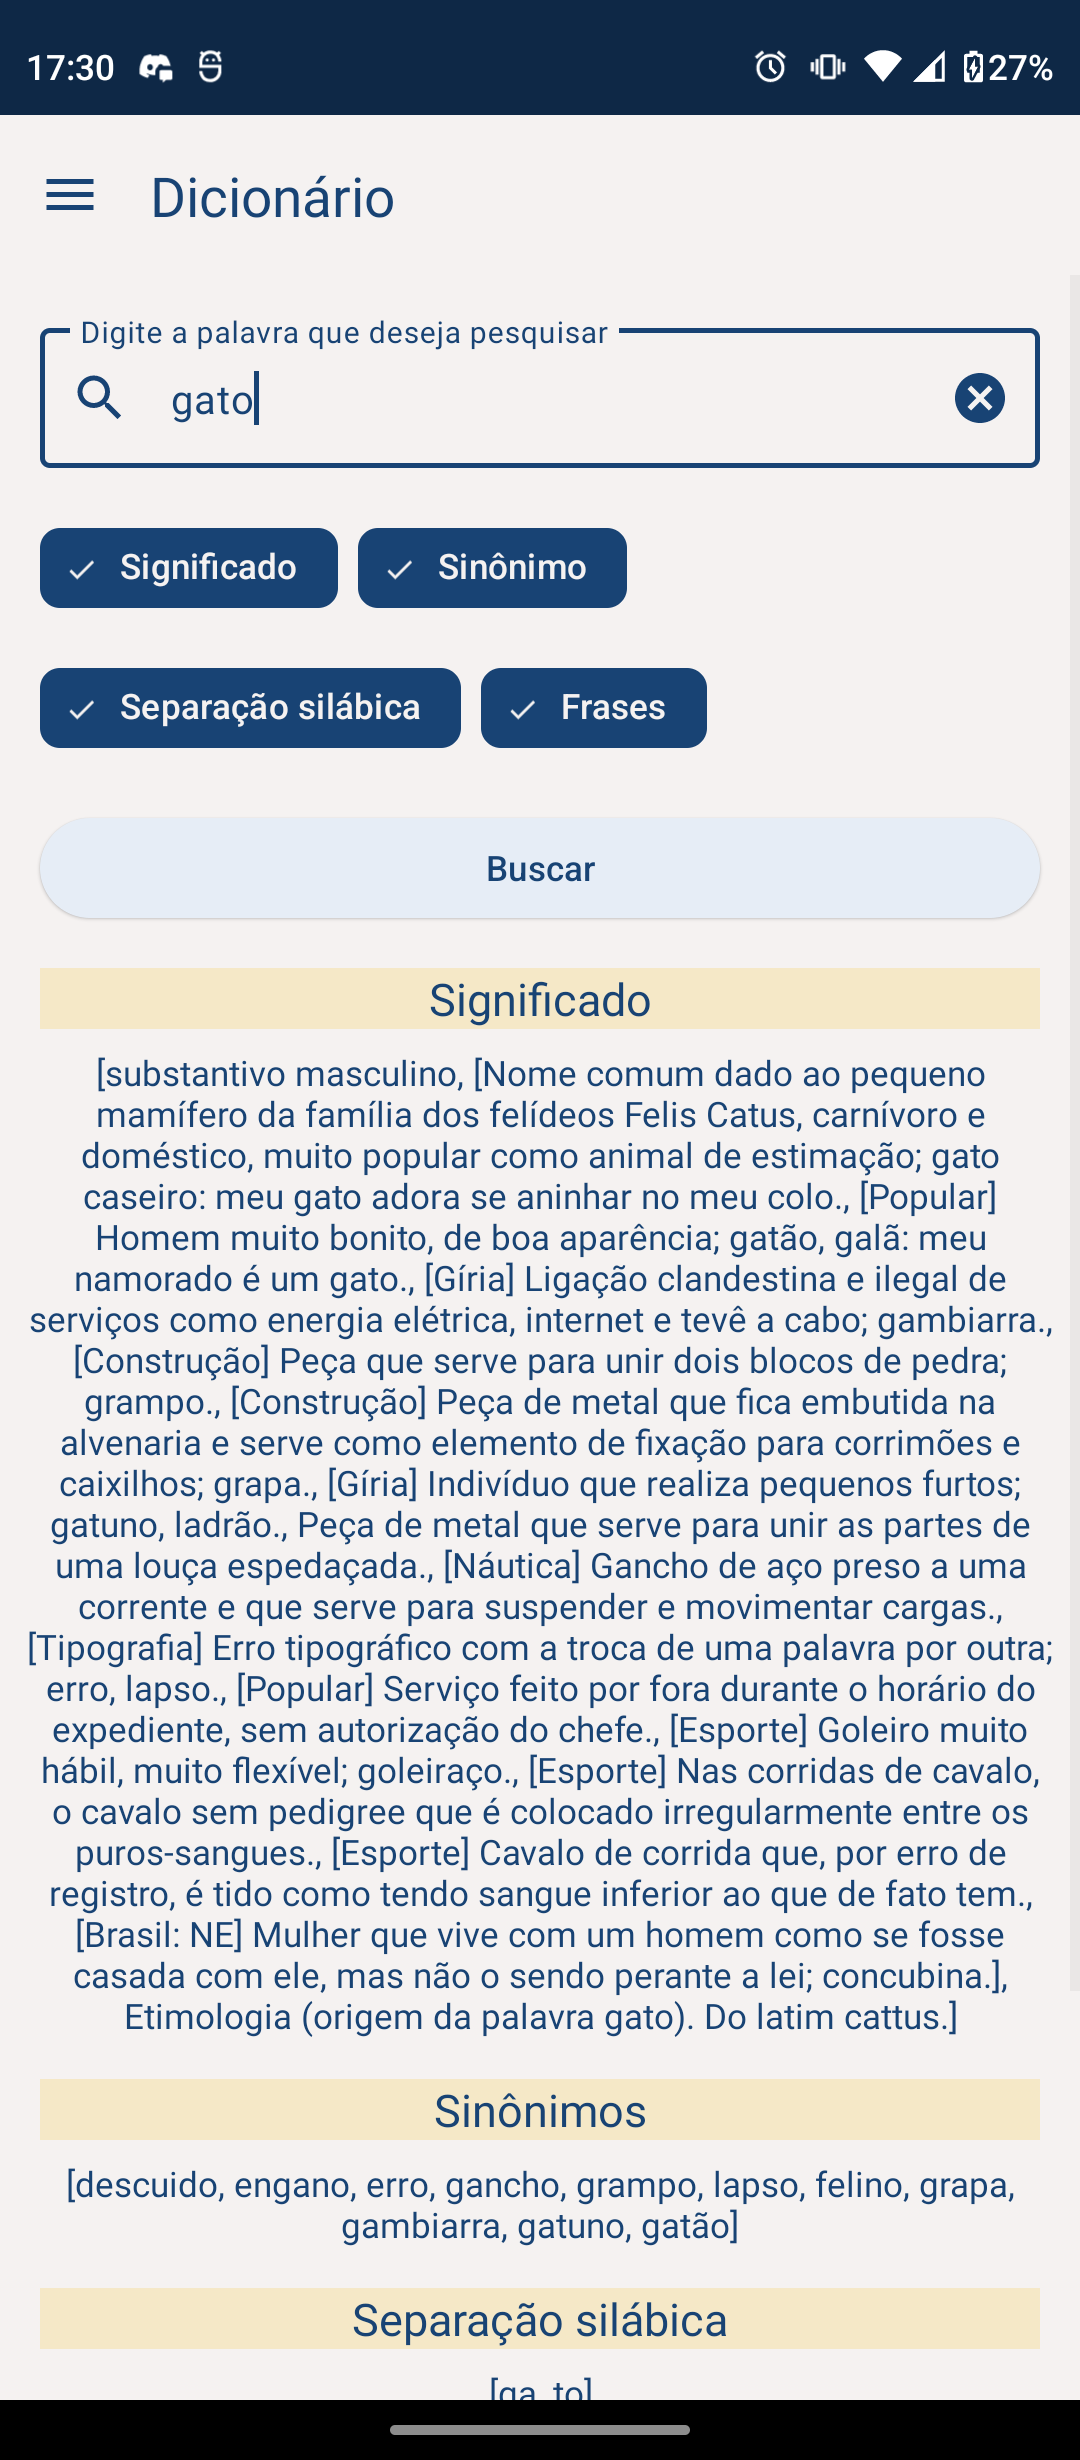 17:30
27%
Dicionário
Digite a palavra que deseja pesquisar
gato
Significado
Sinônimo
Separação silábica
Frases
Buscar
Significado
[substantivo masculino, [Nome comum dado ao pequeno
mamífero da família dos felídeos Felis Catus, carnívoro e
doméstico, muito popular como animal de estimação; gato
caseiro: meu gato adora se aninhar no meu colo., [Popular]
Homem muito bonito, de boa aparência; gatão, galã: meu
namorado é um gato., [Gíria] Ligação clandestina e ilegal de
serviços como energia elétrica, internet e tevê a cabo; gambiarra.,
[Construção] Peça que serve para unir dois blocos de pedra;
grampo., [Construção] Peça de metal que fica embutida na
alvenaria e serve como elemento de fixação para corrimões e
caixilhos; grapa., [Gíria] Indivíduo que realiza pequenos furtos;
gatuno, ladrão., Peça de metal que serve para unir as partes de
uma louça espedaçada., [Náutica] Gancho de aço preso a uma
corrente e que serve para suspender e movimentar cargas.,
[Tipografia] Erro tipográfico com a troca de uma palavra por outra;
erro, lapso., [Popular] Serviço feito por fora durante o horário do
expediente, sem autorização do chefe., [Esporte] Goleiro muito
hábil, muito flexível; goleiraço., [Esporte] Nas corridas de cavalo,
o cavalo sem pedigree que é colocado irregularmente entre os
puros-sangues., [Esporte] Cavalo de corrida que, por erro de
registro, é tido como tendo sangue inferior ao que de fato tem.,
[Brasil: NE] Mulher que vive com um homem como se fosse
casada com ele, mas não o sendo perante a lei; concubina.],
Etimologia (origem da palavra gato). Do latim cattus.]
Sinônimos
[descuido, engano, erro, gancho, grampo, lapso, felino, grapa,
gambiarra, gatuno, gatão]
Separação silábica
[ga, to]